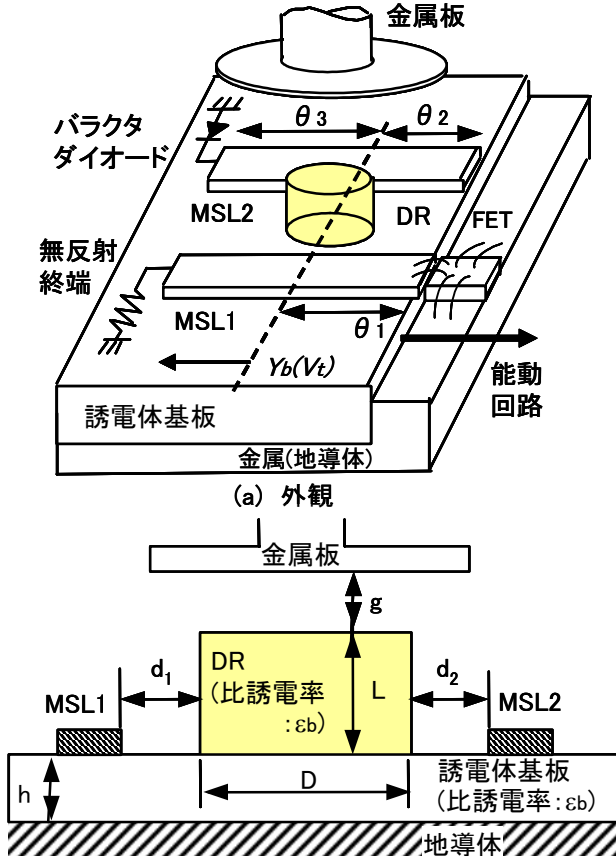 金属板
バラクタ
ダイオード
θ3
θ2
MSL2
DR
FET
無反射
終端
MSL1
θ1
Yb(Vt)
能動
回路
誘電体基板
金属(地導体)
(a) 外観
金属板
g
d1
DR
(比誘電率
:εb)
L
d2
MSL1
MSL2
h
D
誘電体基板
(比誘電率:εb)
地導体